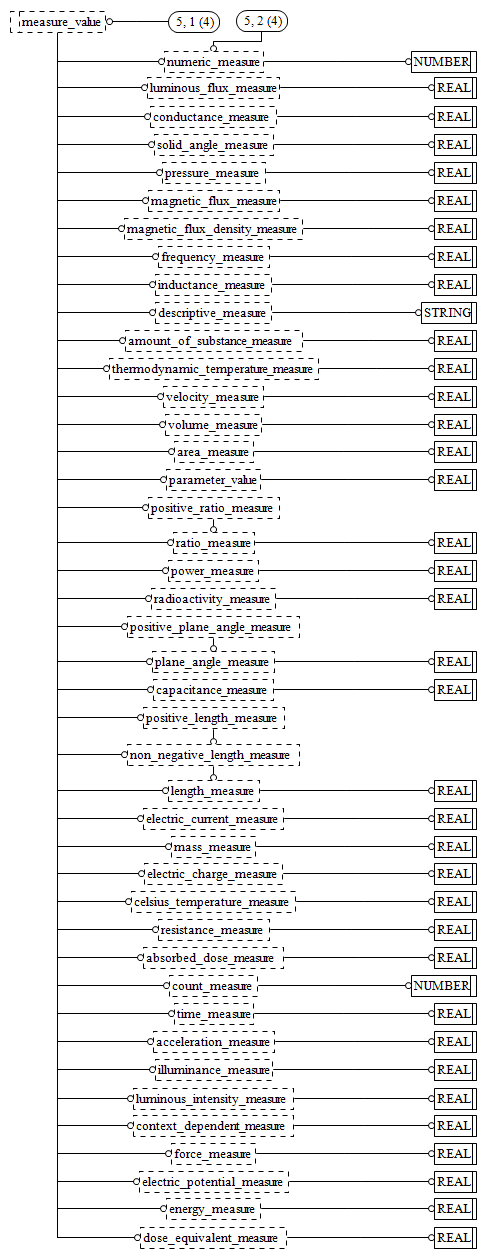 measure_value 5, 1 (4) 5, 2 (4)
numeric_measure NUMBER
luminous_flux_measure REAL
conductance_measure REAL
solid_angle_measure REAL
pressure_measure REAL
magnetic_flux_measure REAL
magnetic_flux_density_measure REAL
frequency_measure REAL
inductance_measure REAL
descriptive_measure STRING
amount_of_substance_measure REAL
thermodynamic_temperature_measure REAL
velocity_measure REAL
volume_measure REAL
area_measure REAL
parameter_value REAL
positive_ratio_measure
ratio_measure REAL
power_measure REAL
radioactivity_measure REAL
positive_plane_angle_measure
plane_angle_measure REAL
capacitance_measure REAL
positive_length_measure
non_negative_length_measure
length_measure REAL
electric_current_measure REAL
mass_measure REAL
electric_charge_measure REAL
celsius_temperature_measure REAL
resistance_measure REAL
absorbed_dose_measure REAL
count_measure NUMBER
time_measure REAL
acceleration_measure REAL
illuminance_measure REAL
luminous_intensity_measure REAL
context_dependent_measure REAL
force_measure REAL
electric_potential_measure REAL
energy_measure REAL
dose_equivalent_measure REAL